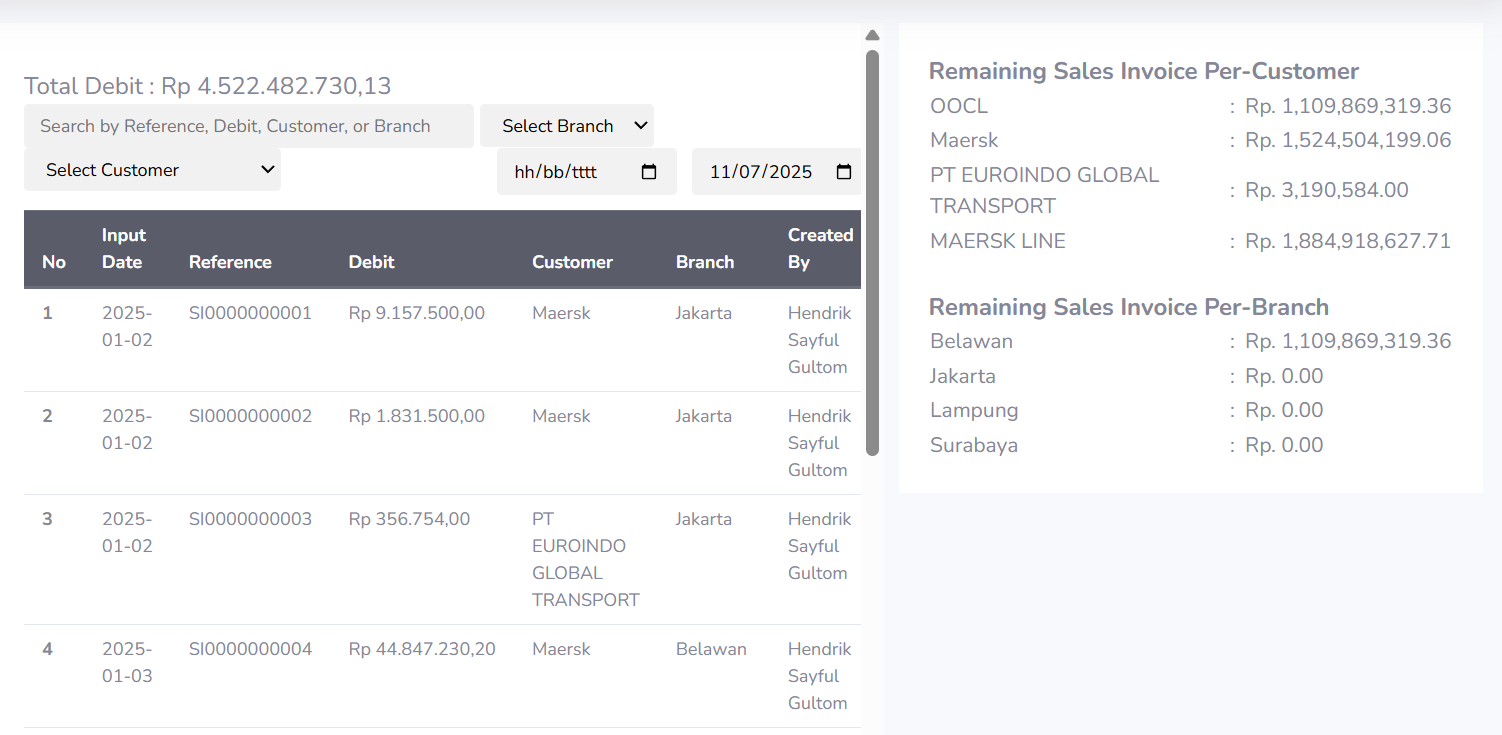 Total Debit : Rp 4.522.482.730,13
Search by Reference, Debit, Customer, or Branch
Select Branch
Select Customer
hh/bb/tttt
11/07/2025
No Input Date Reference Debit Customer Branch Created By
1 2025-01-02 SI0000000001 Rp 9.157.500,00 Maersk Jakarta Hendrik Sayful Gultom
2 2025-01-02 SI0000000002 Rp 1.831.500,00 Maersk Jakarta Hendrik Sayful Gultom
3 2025-01-02 SI0000000003 Rp 356.754,00 PT EUROINDO GLOBAL TRANSPORT Jakarta Hendrik Sayful Gultom
4 2025-01-03 SI0000000004 Rp 44.847.230,20 Maersk Belawan Hendrik Sayful Gultom
Remaining Sales Invoice Per-Customer
OOCL : Rp. 1,109,869,319.36
Maersk : Rp. 1,524,504,199.06
PT EUROINDO GLOBAL TRANSPORT : Rp. 3,190,584.00
MAERSK LINE : Rp. 1,884,918,627.71
Remaining Sales Invoice Per-Branch
Belawan : Rp. 1,109,869,319.36
Jakarta : Rp. 0.00
Lampung : Rp. 0.00
Surabaya : Rp. 0.00